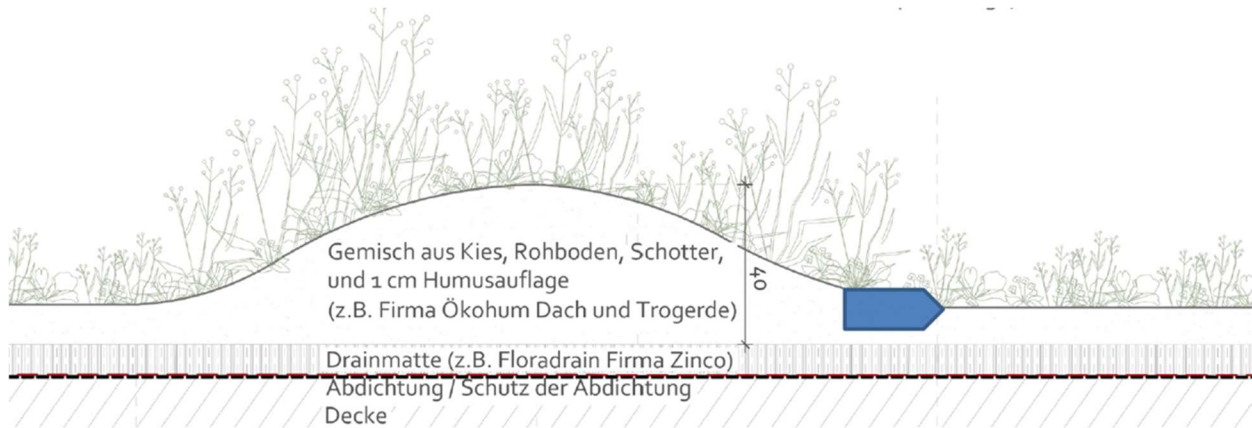 Gemisch aus Kies, Rohboden, Schotter,
und 1 cm Humusauflage
(z.B. Firma Ökohum Dach und Trogerde)
40
Drainmatte (z.B. Floradrain Firma Zinco)
Abdichtung / Schutz der Abdichtung
Decke